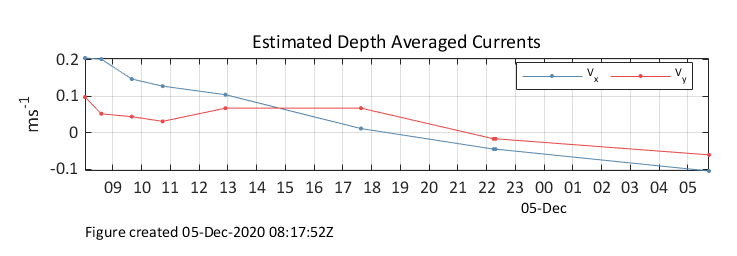 Estimated Depth Averaged Currents
ms-1
0.2
0.1
0
-0.1
Vx Vy
09 10 11 12 13 14 15 16 17 18 19 20 21 22 23 00 01 02 03 04 05
05-Dec
Figure created 05-Dec-2020 08:17:52Z